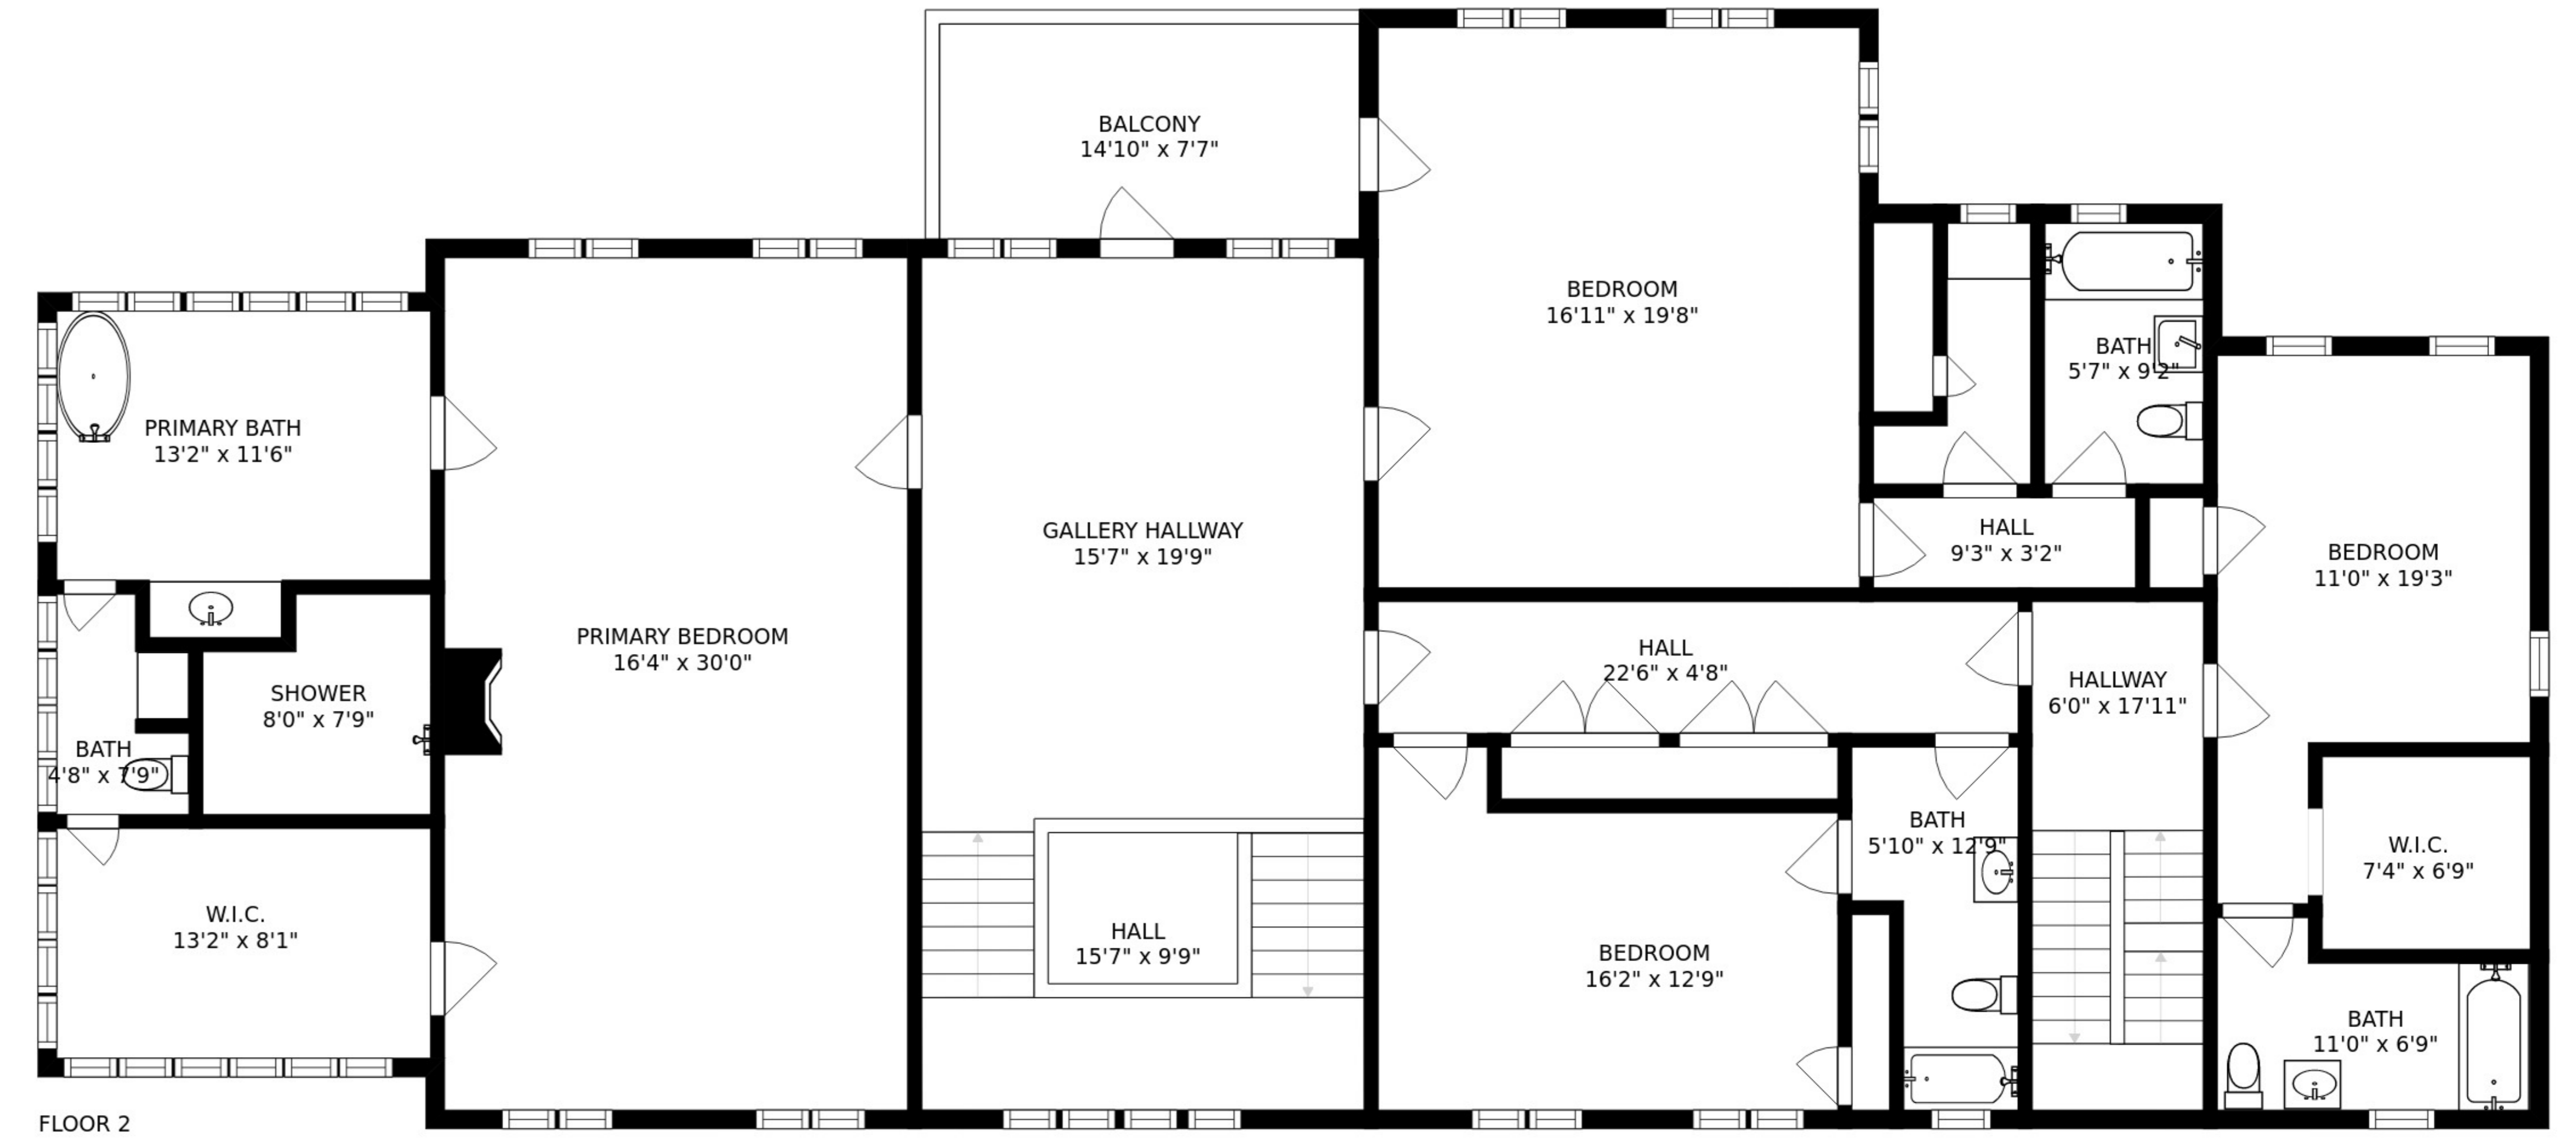 BALCONY
14'10" x 7'7"
BEDROOM
16'11" x 19'8"
BATH
5'7" x 9'2"
PRIMARY BATH
13'2" x 11'6"
GALLERY HALLWAY
15'7" x 19'9"
HALL
9'3" x 3'2"
BEDROOM
11'0" x 19'3"
PRIMARY BEDROOM
16'4" x 30'0"
HALL
22'6" x 4'8"
HALLWAY
6'0" x 17'11"
SHOWER
8'0" x 7'9"
BATH
4'8" x 7'9"
BATH
5'10" x 12'9"
W.I.C.
7'4" x 6'9"
W.I.C.
13'2" x 8'1"
HALL
15'7" x 9'9"
BEDROOM
16'2" x 12'9"
BATH
11'0" x 6'9"
FLOOR 2